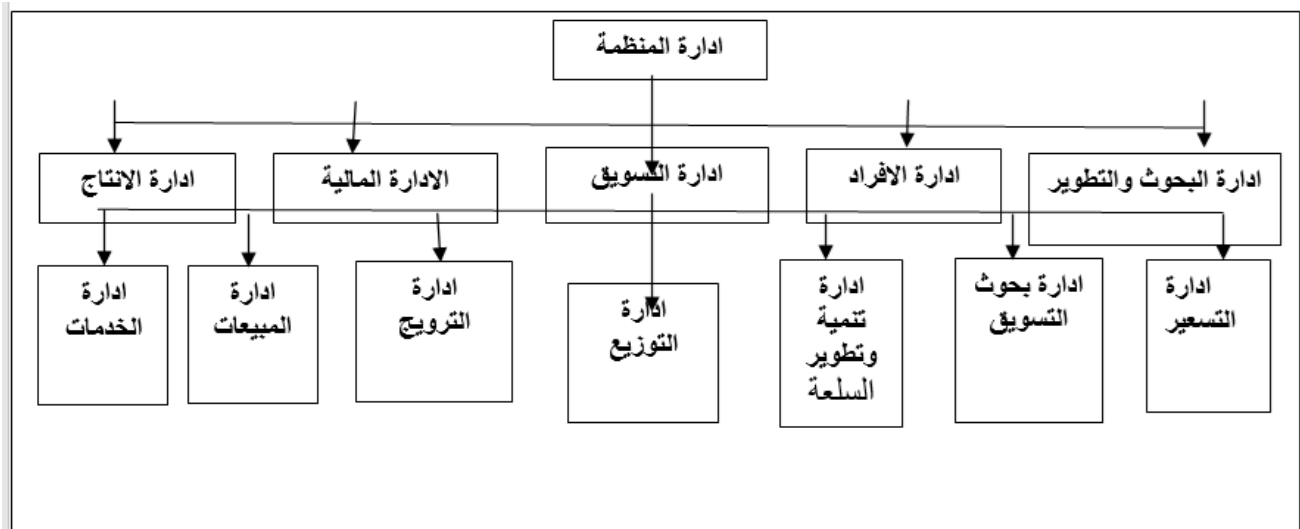 ادارة المنظمة
ادارة البحوث والتطوير
ادارة الافراد
ادارة التسويق
الادارة المالية
ادارة الانتاج
ادارة
التسعير
ادارة بحوث
التسويق
ادارة
تنمية
وتطوير
السلعة
ادارة
التوزيع
ادارة
الترويج
ادارة
المبيعات
ادارة
الخدمات